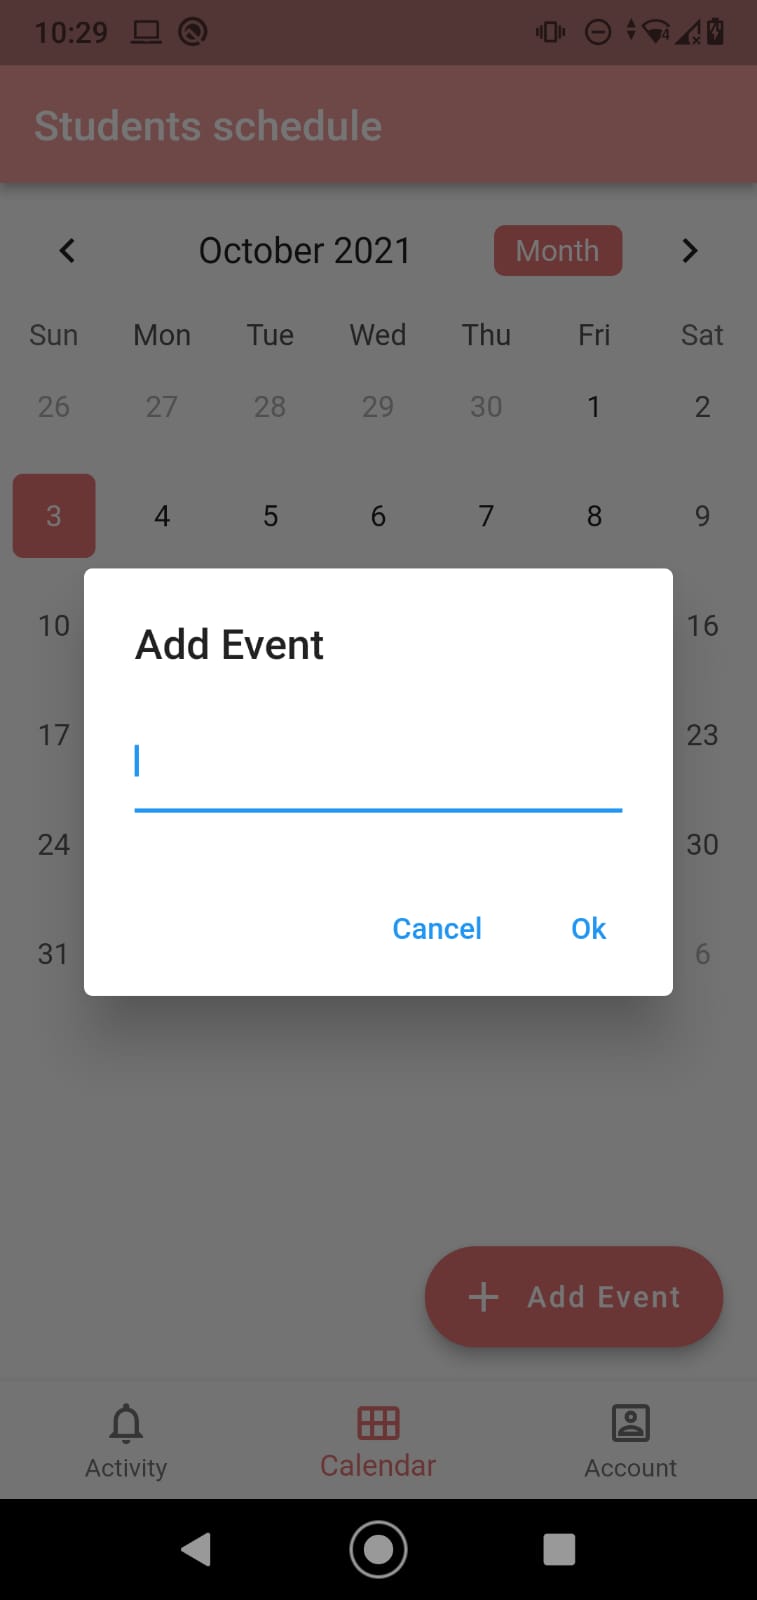 10:29
Students schedule
October 2021 Month
Sun Mon Tue Wed Thu Fri Sat
26 27 28 29 30 1 2
3 4 5 6 7 8 9
10 16
Add Event
17 23
24 30
Cancel Ok
31 6
+ Add Event
Activity Calendar Account